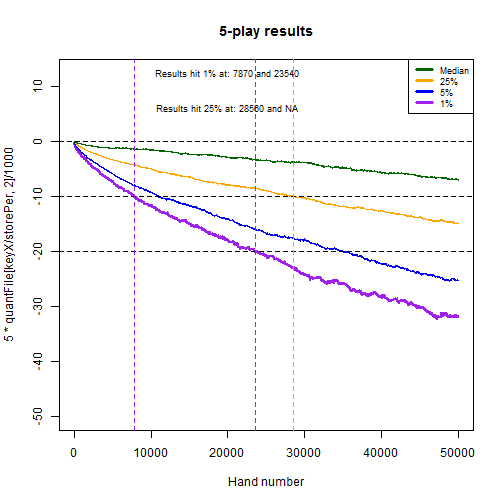 5-play results
Results hit 1% at: 7870 and 23540
Results hit 25% at: 28560 and NA
Median
25%
5%
1%
5 * quantFile[keyX/storePer, 2]/1000
10
0
-10
-20
-30
-40
-50
0
10000
20000
30000
40000
50000
Hand number